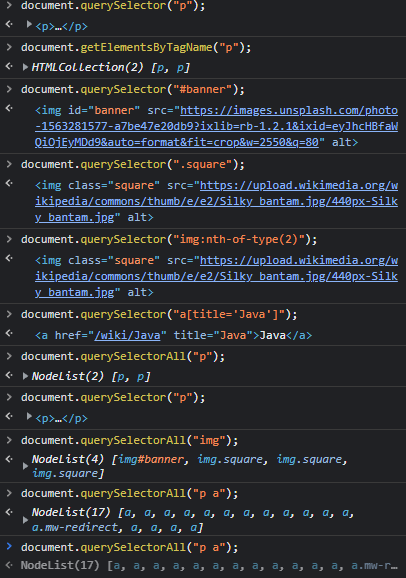 document.querySelector("p");
<p>…</p>
document.getElementsByTagName("p");
HTMLCollection(2) [p, p]
document.querySelector("#banner");
<img id="banner" src="https://images.unsplash.com/photo
-1563281577-a7be47e20db9?ixlib=rb-1.2.1&ixid=eyJhcHBfaW
QiOjEyMDd9&auto=format&fit=crop&w=2550&q=80" alt>
document.querySelector(".square");
<img class="square" src="https://upload.wikimedia.org/w
ikipedia/commons/thumb/e/e2/Silky_bantam.jpg/440px-Silk
y_bantam.jpg" alt>
document.querySelector("img:nth-of-type(2)");
<img class="square" src="https://upload.wikimedia.org/w
ikipedia/commons/thumb/e/e2/Silky_bantam.jpg/440px-Silk
y_bantam.jpg" alt>
document.querySelector("a[title='Java']");
<a href="/wiki/Java" title="Java">Java</a>
document.querySelectorAll("p");
NodeList(2) [p, p]
document.querySelector("p");
<p>…</p>
document.querySelectorAll("img");
NodeList(4) [img#banner, img.square, img.square,
img.square]
document.querySelectorAll("p a");
NodeList(17) [a, a, a, a, a, a, a, a, a, a, a, a,
a.mw-redirect, a, a, a, a]
document.querySelectorAll("p a");
NodeList(17) [a, a, a, a, a, a, a, a, a, a, a, a, a.mw-r…